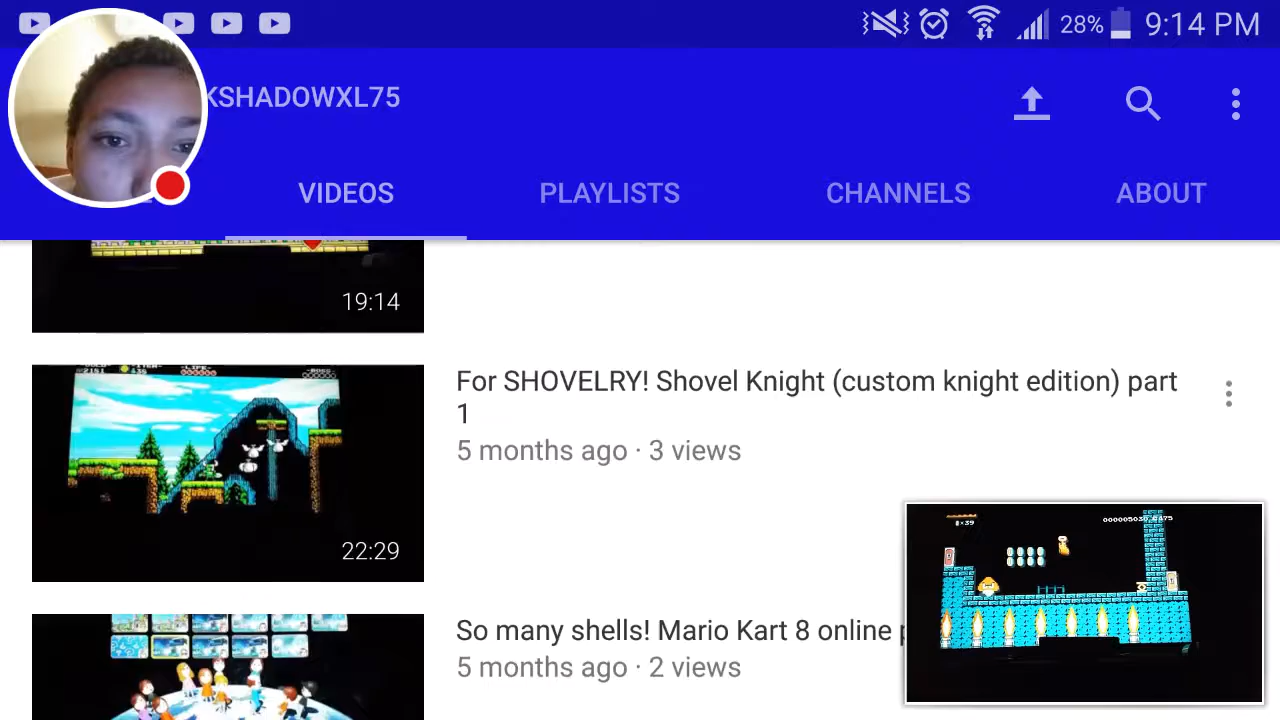 28% 9:14 PM
KSHADOWXL75
VIDEOS PLAYLISTS CHANNELS ABOUT
19:14
For SHOVELRY! Shovel Knight (custom knight edition) part
1
5 months ago · 3 views
22:29
So many shells! Mario Kart 8 online
5 months ago · 2 views